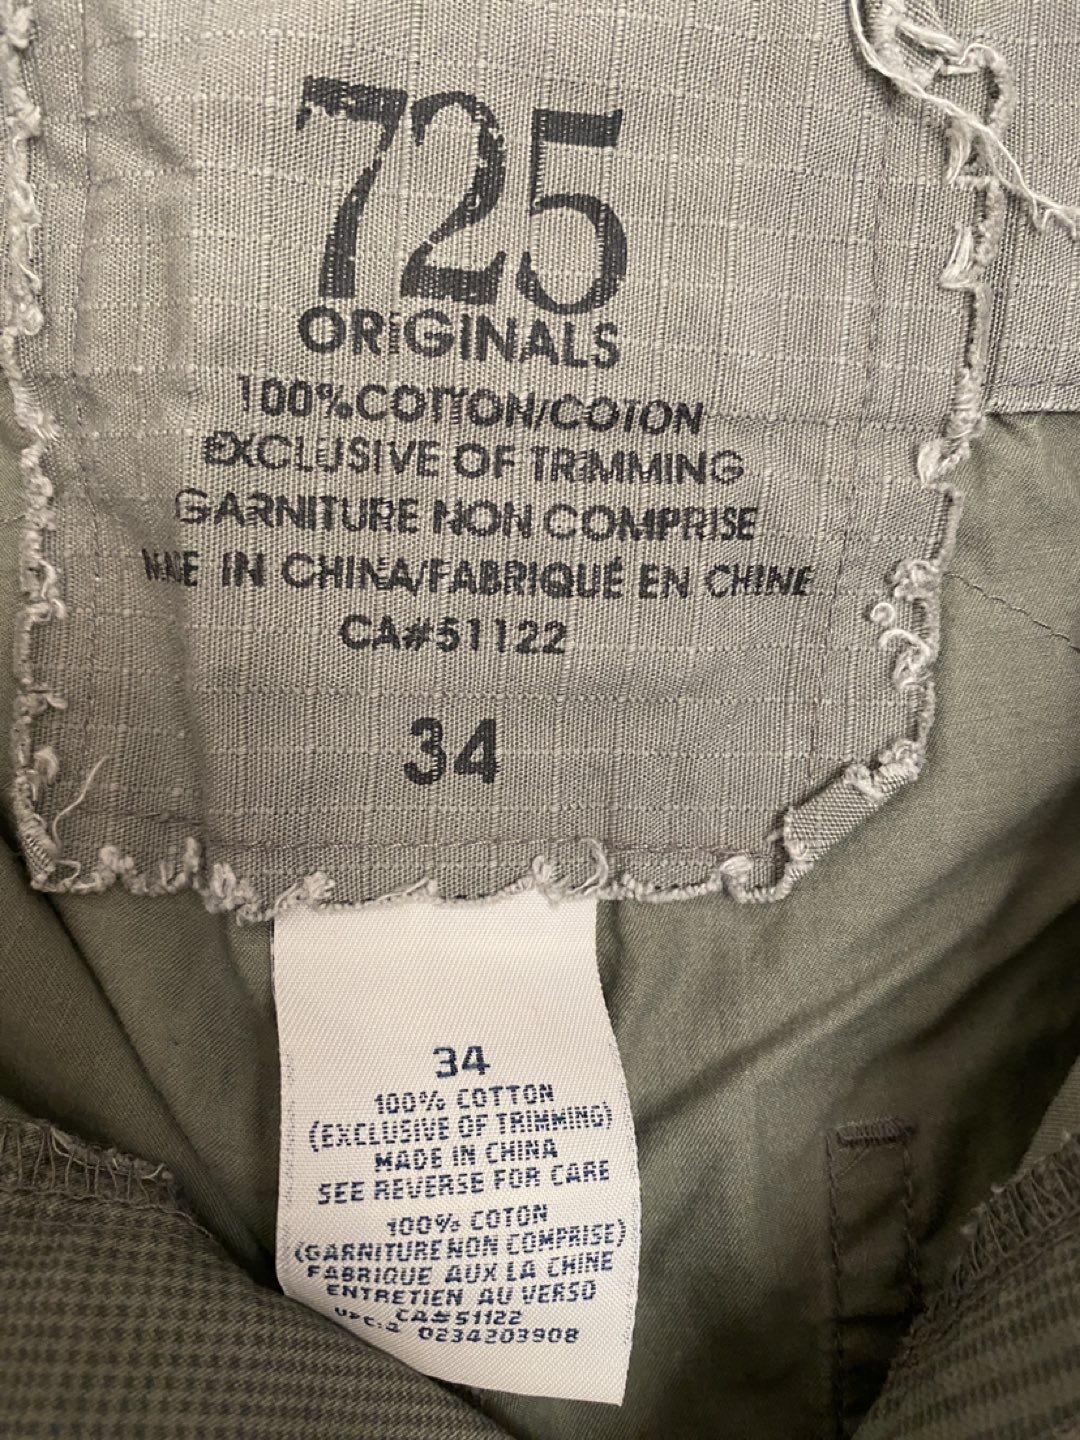 725
ORIGINALS
100%COTTON/COTON
EXCLUSIVE OF TRIMMING
GARNITURE NON COMPRISE
MADE IN CHINA/FABRIQUÉ EN CHINE
CA#51122
34
34
100% COTTON
(EXCLUSIVE OF TRIMMING)
MADE IN CHINA
SEE REVERSE FOR CARE
100% COTON
(GARNITURE NON COMPRISE)
FABRIQUE AUX LA CHINE
ENTRETIEN AU VERSO
CA#51122
0234203908